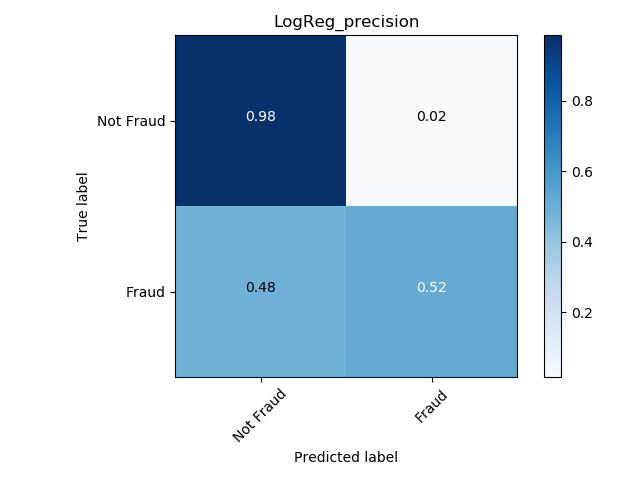 LogReg_precision
Not Fraud
0.98
0.02
0.8
0.6
True label
0.4
Fraud
0.48
0.52
0.2
Not Fraud
Fraud
Predicted label